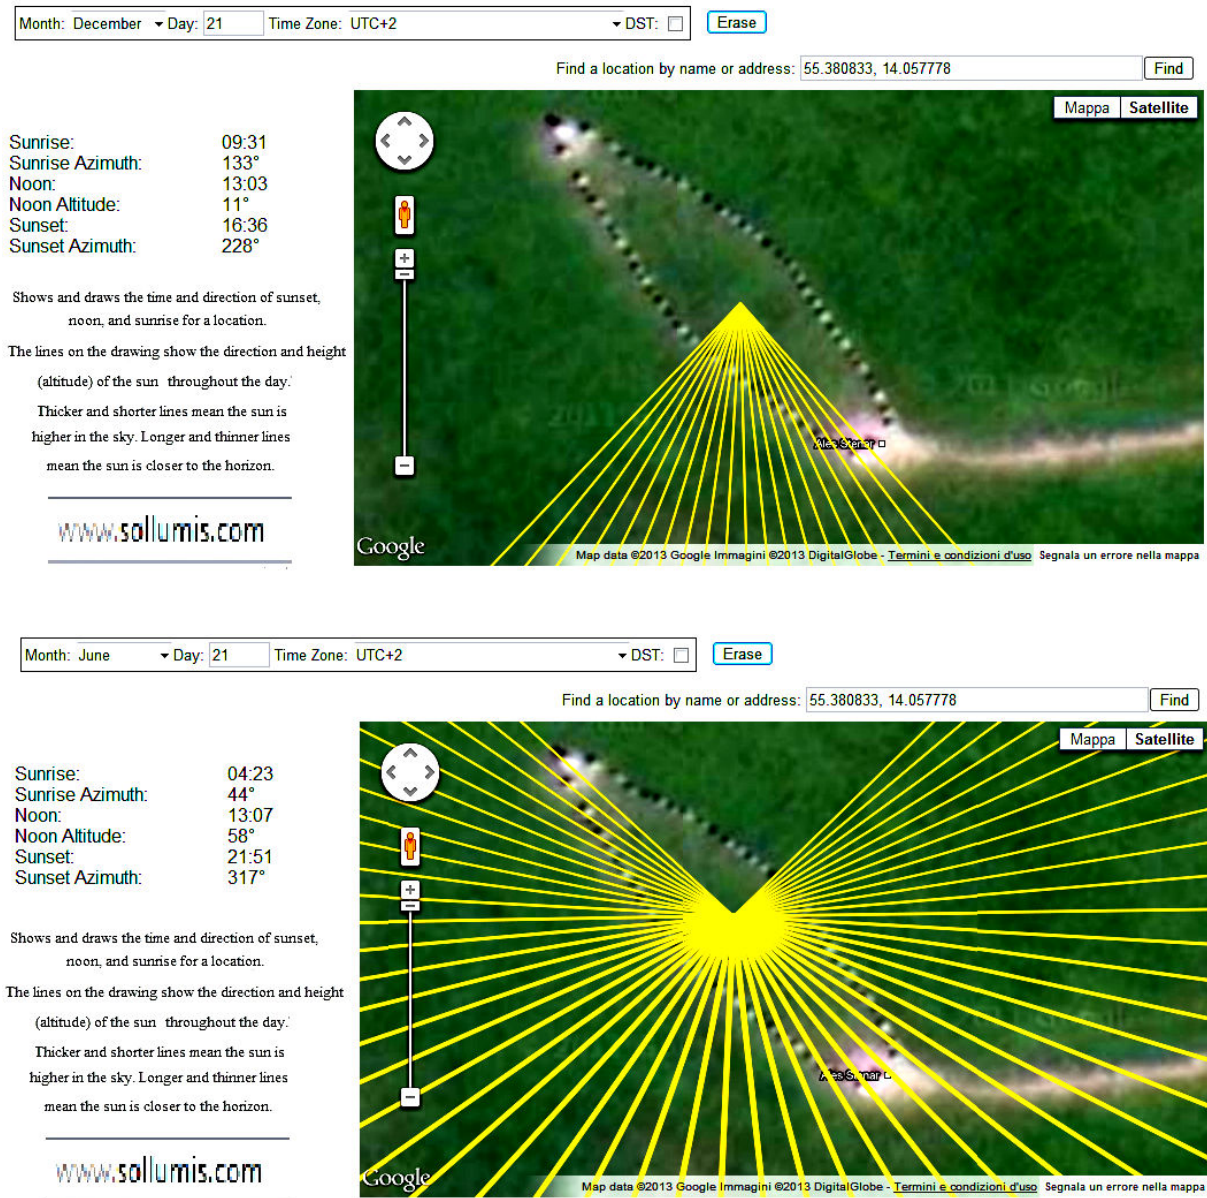 Month: December Day: 21 Time Zone: UTC+2 DST: Erase
Find a location by name or address: 55.380833, 14.057778 Find
Mappa Satellite
Sunrise: 09:31
Sunrise Azimuth: 133°
Noon: 13:03
Noon Altitude: 11°
Sunset: 16:36
Sunset Azimuth: 228°
Shows and draws the time and direction of sunset,
noon, and sunrise for a location.
The lines on the drawing show the direction and height
(altitude) of the sun throughout the day.
Thicker and shorter lines mean the sun is
higher in the sky. Longer and thinner lines
mean the sun is closer to the horizon.
www.sollumis.com
Ales Stenar
Google
Map data ©2013 Google Immagini ©2013 DigitalGlobe - Termini e condizioni d'uso Segnala un errore nella mappa
Month: June Day: 21 Time Zone: UTC+2 DST: Erase
Find a location by name or address: 55.380833, 14.057778 Find
Mappa Satellite
Sunrise: 04:23
Sunrise Azimuth: 44°
Noon: 13:07
Noon Altitude: 58°
Sunset: 21:51
Sunset Azimuth: 317°
Shows and draws the time and direction of sunset,
noon, and sunrise for a location.
The lines on the drawing show the direction and height
(altitude) of the sun throughout the day.
Thicker and shorter lines mean the sun is
higher in the sky. Longer and thinner lines
mean the sun is closer to the horizon.
www.sollumis.com
Ales Stenar
Google
Map data ©2013 Google Immagini ©2013 DigitalGlobe - Termini e condizioni d'uso Segnala un errore nella mappa